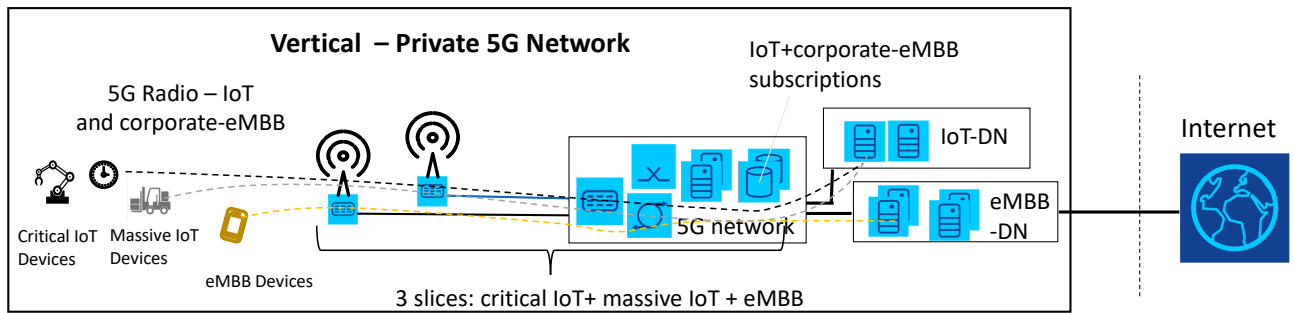 Vertical – Private 5G Network
IoT+corporate-eMBB
subscriptions
5G Radio – IoT
and corporate-eMBB
Internet
IoT-DN
eMBB
-DN
5G network
Critical IoT
Devices
Massive IoT
Devices
eMBB Devices
3 slices: critical IoT+ massive IoT + eMBB